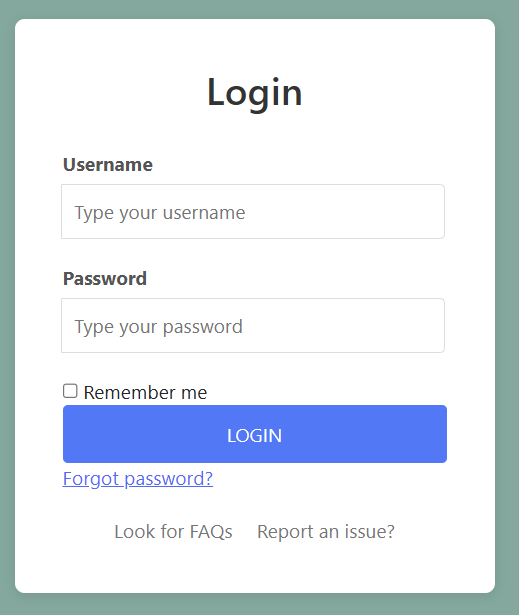 Login
Username
Type your username
Password
Type your password
Remember me
LOGIN
Forgot password?
Look for FAQs Report an issue?